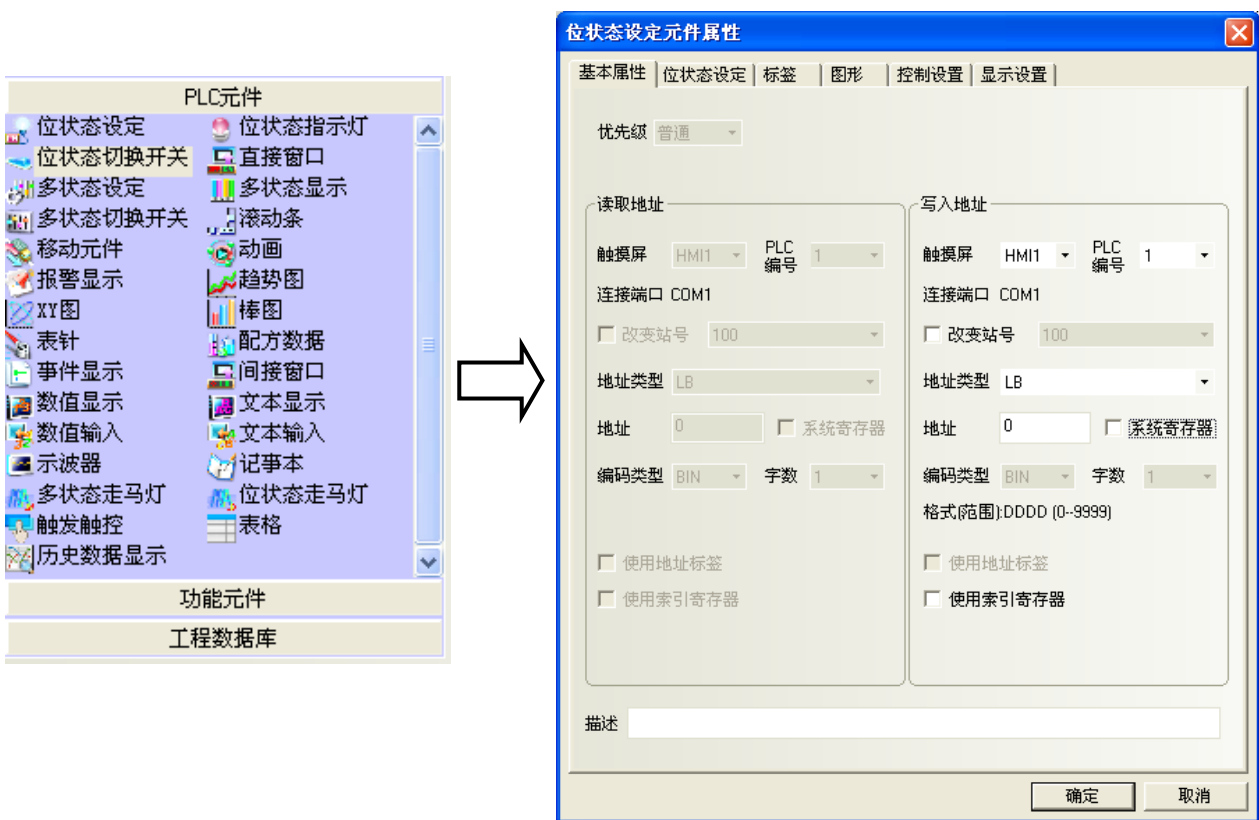 PLC元件
位状态设定 位状态指示灯
位状态切换开关 直接窗口
多状态设定 多状态显示
多状态切换开关 滚动条
移动元件 动画
报警显示 趋势图
XY图 棒图
表针 配方数据
事件显示 间接窗口
数值显示 文本显示
数值输入 文本输入
示波器 记事本
多状态走马灯 位状态走马灯
触发触控 表格
历史数据显示
功能元件
工程数据库
位状态设定元件属性
基本属性 位状态设定 标签 图形 控制设置 显示设置
优先级 普通
读取地址
触摸屏 HMI1 PLC编号 1
连接端口 COM1
改变站号 100
地址类型 LB
地址 0 系统寄存器
编码类型 BIN 字数 1
使用地址标签
使用索引寄存器
写入地址
触摸屏 HMI1 PLC编号 1
连接端口 COM1
改变站号 100
地址类型 LB
地址 0 系统寄存器
编码类型 BIN 字数 1
格式(范围):DDDD (0--9999)
使用地址标签
使用索引寄存器
描述
确定 取消